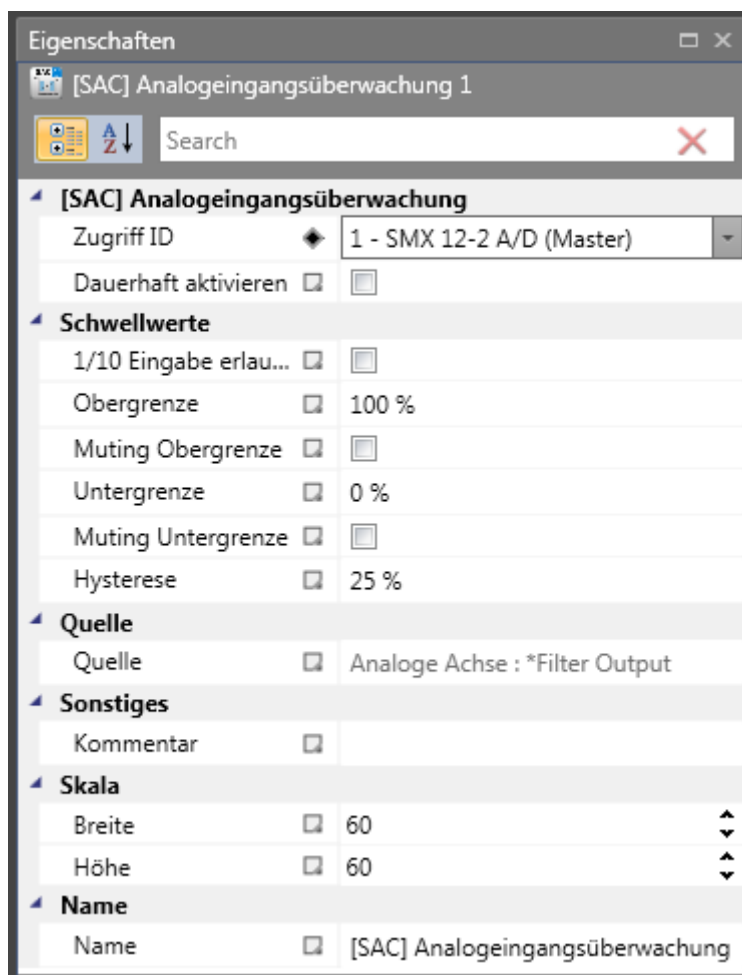 Eigenschaften
[SAC] Analogeingangsüberwachung 1
Search
[SAC] Analogeingangsüberwachung
Zugriff ID 1 - SMX 12-2 A/D (Master)
Dauerhaft aktivieren
Schwellwerte
1/10 Eingabe erlau...
Obergrenze 100 %
Muting Obergrenze
Untergrenze 0 %
Muting Untergrenze
Hysterese 25 %
Quelle
Quelle Analoge Achse : *Filter Output
Sonstiges
Kommentar
Skala
Breite 60
Höhe 60
Name
Name [SAC] Analogeingangsüberwachung